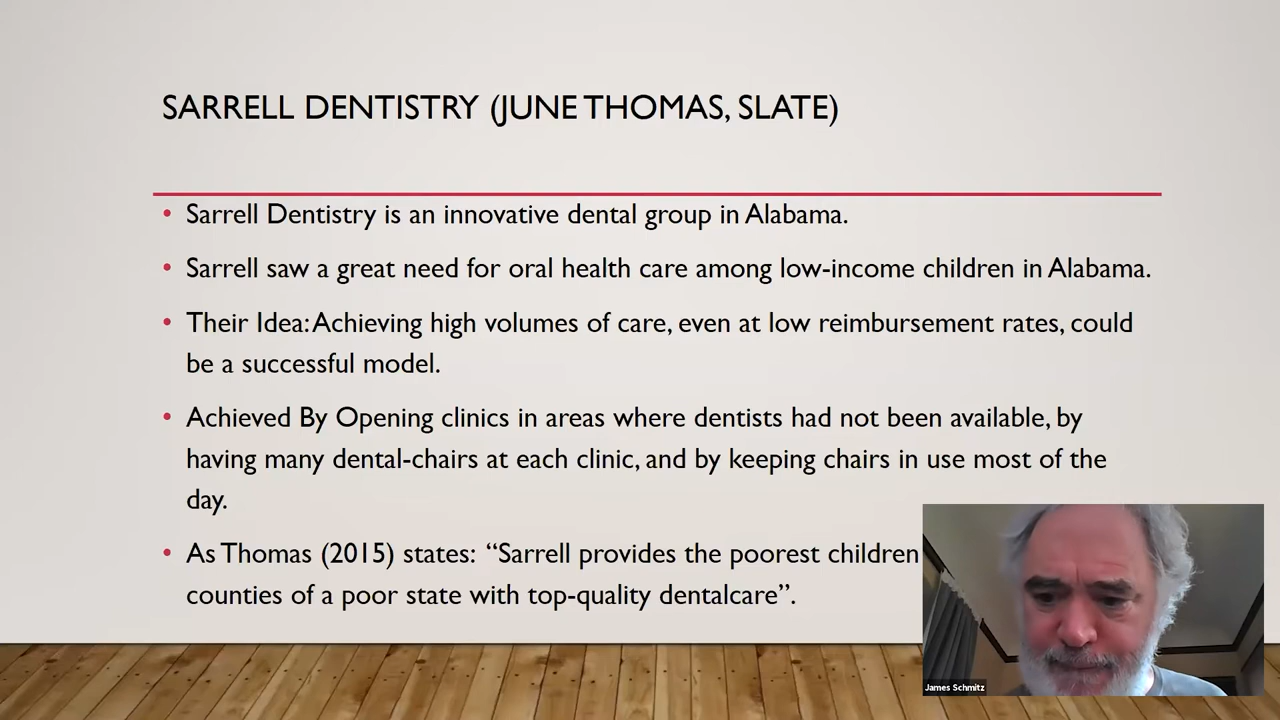 SARRELL DENTISTRY (JUNE THOMAS, SLATE)
• Sarrell Dentistry is an innovative dental group in Alabama.
• Sarrell saw a great need for oral health care among low-income children in Alabama.
• Their Idea: Achieving high volumes of care, even at low reimbursement rates, could
be a successful model.
• Achieved By Opening clinics in areas where dentists had not been available, by
having many dental-chairs at each clinic, and by keeping chairs in use most of the
day.
• As Thomas (2015) states: “Sarrell provides the poorest children
counties of a poor state with top-quality dentalcare”.
James Schmitz